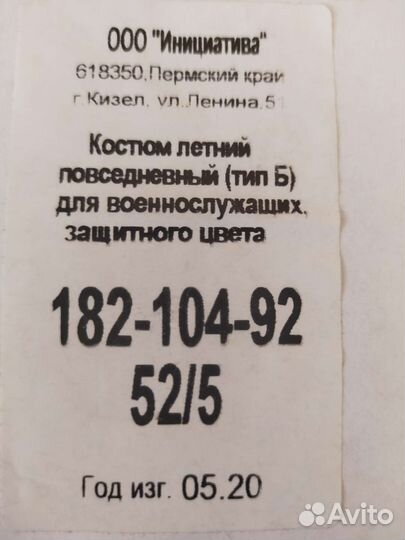 ООО "Инициатива"
618350, Пермский край
г. Кизел, ул. Ленина, 5
Костюм летний
повседневный (тип Б)
для военнослужащих,
защитного цвета
182-104-92
52/5
Год изг. 05.20
Avito